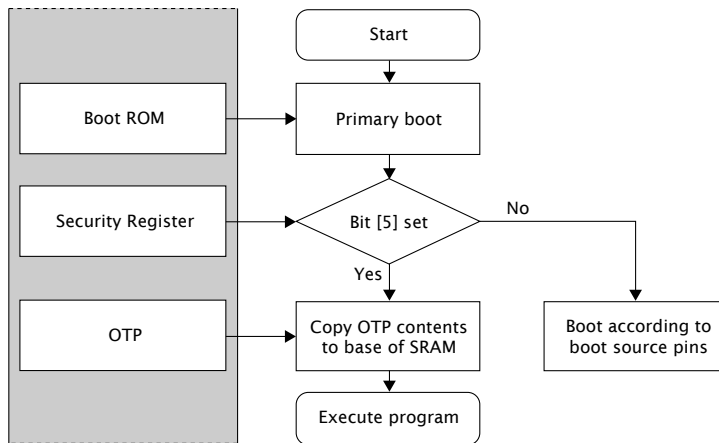 Start
Boot ROM
Primary boot
Security Register
Bit [5] set
No
Yes
OTP
Copy OTP contents
to base of SRAM
Boot according to
boot source pins
Execute program